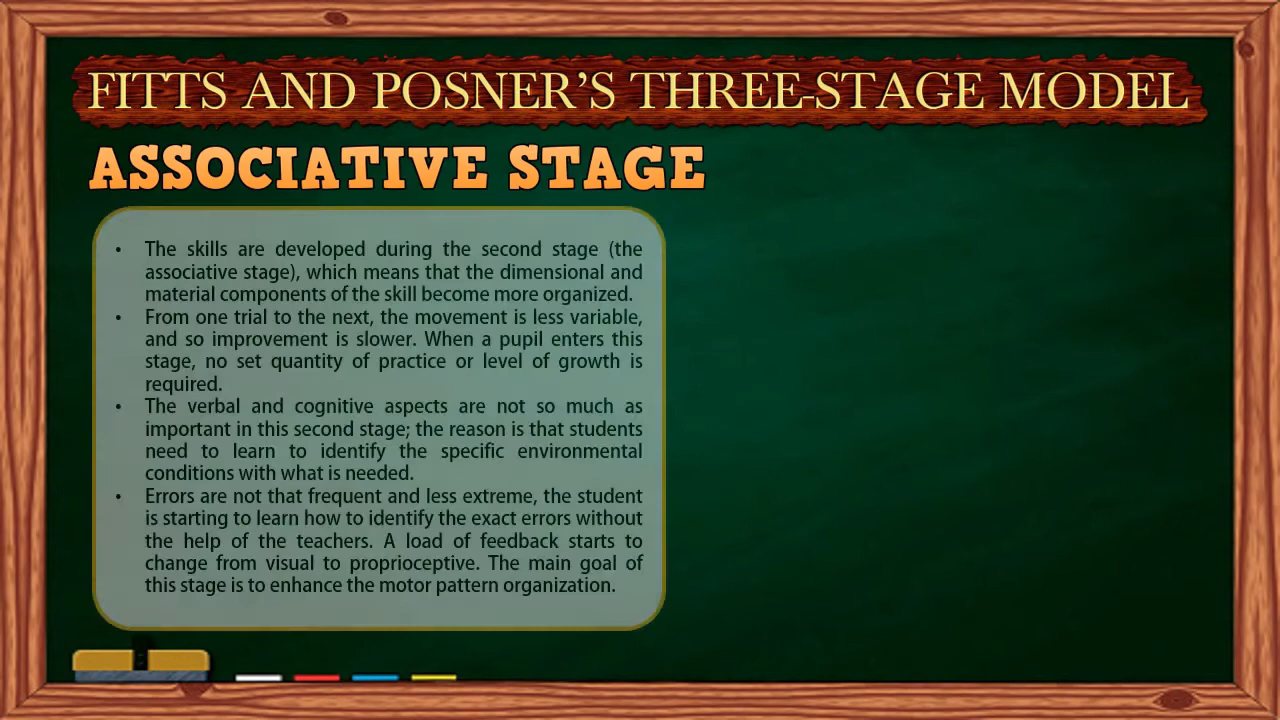 FITTS AND POSNER'S THREE-STAGE MODEL
ASSOCIATIVE STAGE
• The skills are developed during the second stage (the
associative stage), which means that the dimensional and
material components of the skill become more organized.
• From one trial to the next, the movement is less variable,
and so improvement is slower. When a pupil enters this
stage, no set quantity of practice or level of growth is
required.
• The verbal and cognitive aspects are not so much as
important in this second stage; the reason is that students
need to learn to identify the specific environmental
conditions with what is needed.
• Errors are not that frequent and less extreme, the student
is starting to learn how to identify the exact errors without
the help of the teachers. A load of feedback starts to
change from visual to proprioceptive. The main goal of
this stage is to enhance the motor pattern organization.